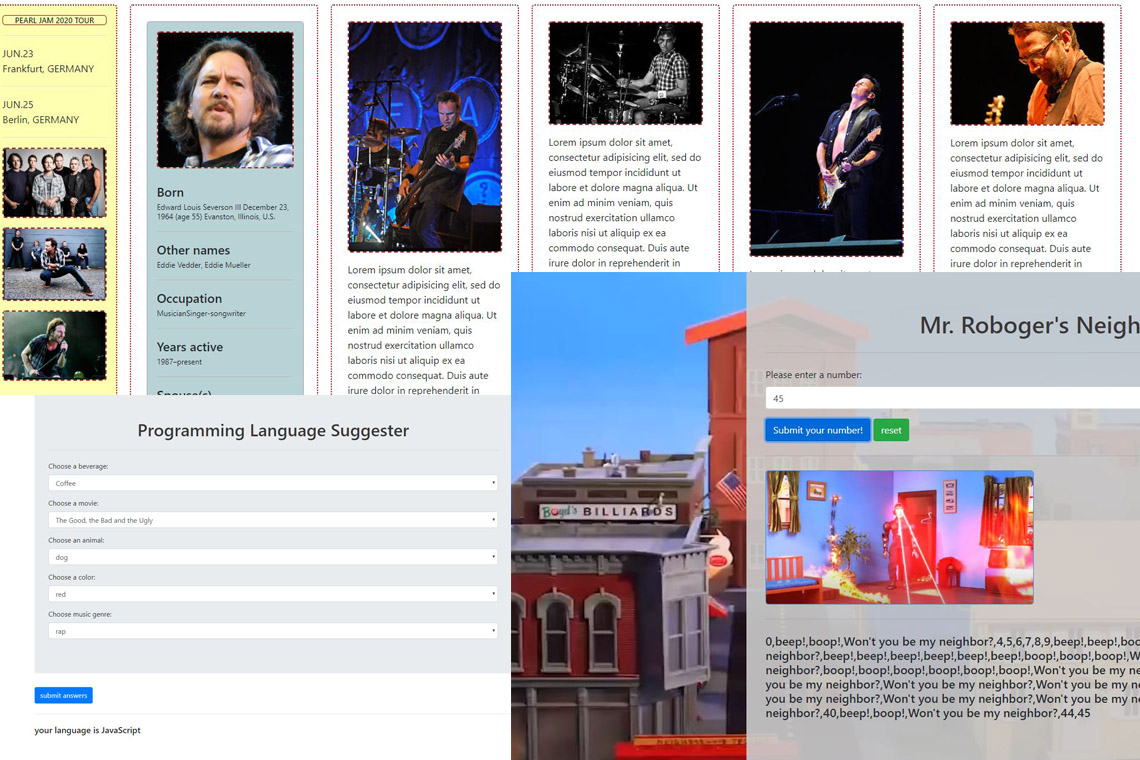 PEARL JAM 2020 TOUR
JUN.23
Frankfurt, GERMANY
JUN.25
Berlin, GERMANY
Born
Edward Louis Severson III December 23,
1964 (age 55) Evanston, Illinois, U.S.
Other names
Eddie Vedder, Eddie Mueller
Occupation
MusicianSinger-songwriter
Years active
1987–present
Spouse(s)
Lorem ipsum dolor sit amet,
consectetur adipisicing elit, sed do
eiusmod tempor incididunt ut
labore et dolore magna aliqua. Ut
enim ad minim veniam, quis
nostrud exercitation ullamco
laboris nisi ut aliquip ex ea
commodo consequat. Duis aute
irure dolor in reprehenderit in
Lorem ipsum dolor sit amet,
consectetur adipisicing elit, sed do
eiusmod tempor incididunt ut
labore et dolore magna aliqua. Ut
enim ad minim veniam, quis
nostrud exercitation ullamco
laboris nisi ut aliquip ex ea
commodo consequat. Duis aute
irure dolor in reprehenderit in
Lorem ipsum dolor sit amet,
consectetur adipisicing elit, sed do
eiusmod tempor incididunt ut
labore et dolore magna aliqua. Ut
enim ad minim veniam, quis
nostrud exercitation ullamco
laboris nisi ut aliquip ex ea
commodo consequat. Duis aute
irure dolor in reprehenderit in
Programming Language Suggester
Choose a beverage:
Coffee
Choose a movie:
The Good, the Bad and the Ugly
Choose an animal:
dog
Choose a color:
red
Choose music genre:
rap
submit answers
your language is JavaScript
Boyd's BILLIARDS
Mr. Roboger's Neigh
Please enter a number:
45
Submit your number! reset
0,beep!,boop!,Won't you be my neighbor?,4,5,6,7,8,9,beep!,beep!,boo
neighbor?,beep!,beep!,beep!,beep!,beep!,beep!,boop!,boop!,boop!,W
neighbor?,boop!,boop!,boop!,boop!,boop!,boop!,Won't you be my ne
you be my neighbor?,Won't you be my neighbor?,Won't you be my ne
you be my neighbor?,Won't you be my neighbor?,Won't you be my ne
neighbor?,40,beep!,boop!,Won't you be my neighbor?,44,45